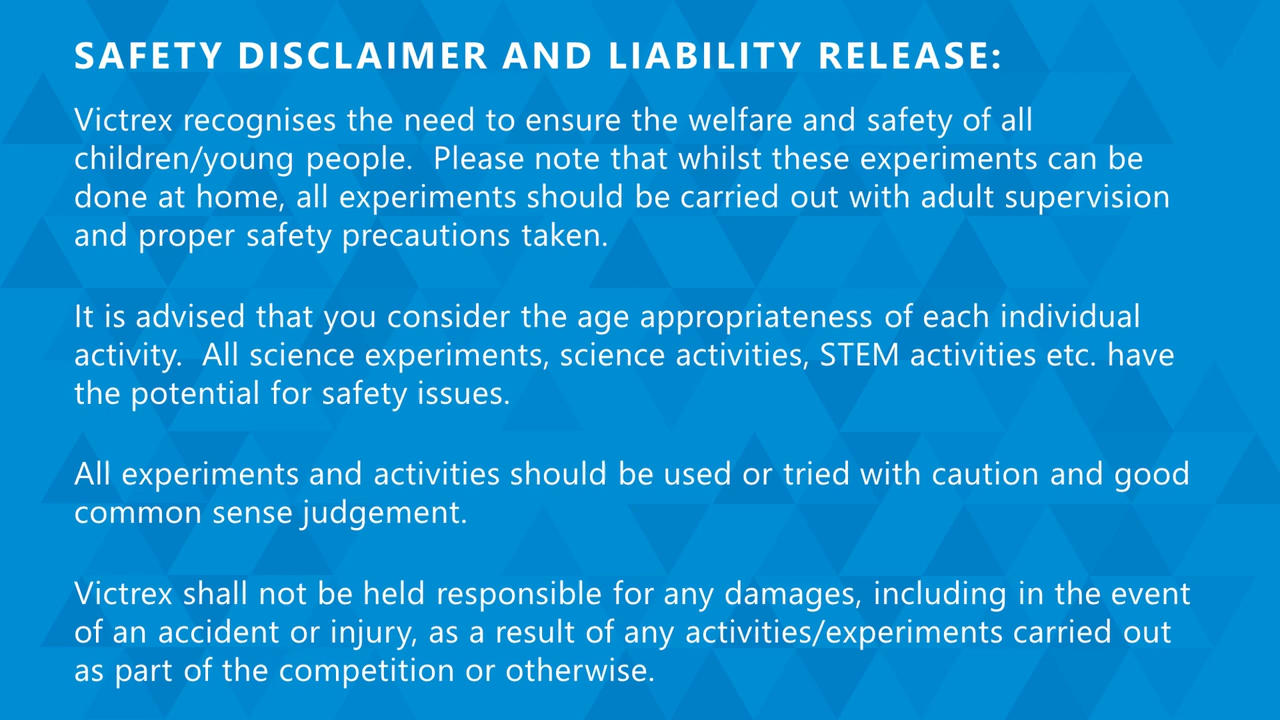 SAFETY DISCLAIMER AND LIABILITY RELEASE:
Victrex recognises the need to ensure the welfare and safety of all
children/young people.  Please note that whilst these experiments can be
done at home, all experiments should be carried out with adult supervision
and proper safety precautions taken.
It is advised that you consider the age appropriateness of each individual
activity.  All science experiments, science activities, STEM activities etc. have
the potential for safety issues.
All experiments and activities should be used or tried with caution and good
common sense judgement.
Victrex shall not be held responsible for any damages, including in the event
of an accident or injury, as a result of any activities/experiments carried out
as part of the competition or otherwise.